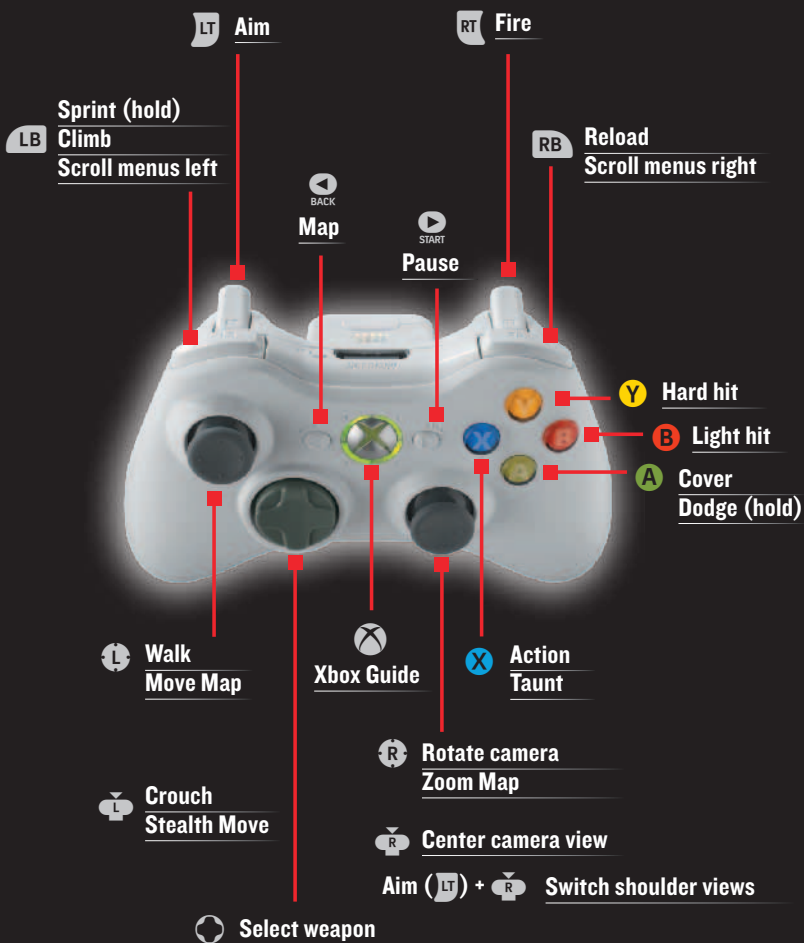 LT Aim
RT Fire
Sprint (hold)
LB Climb
Scroll menus left
RB Reload
Scroll menus right
BACK
Map
START
Pause
Y Hard hit
B Light hit
A Cover
Dodge (hold)
L Walk
Move Map
Xbox Guide
X Action
Taunt
R Rotate camera
Zoom Map
L Crouch
Stealth Move
R Center camera view
Aim (LT) + R Switch shoulder views
Select weapon